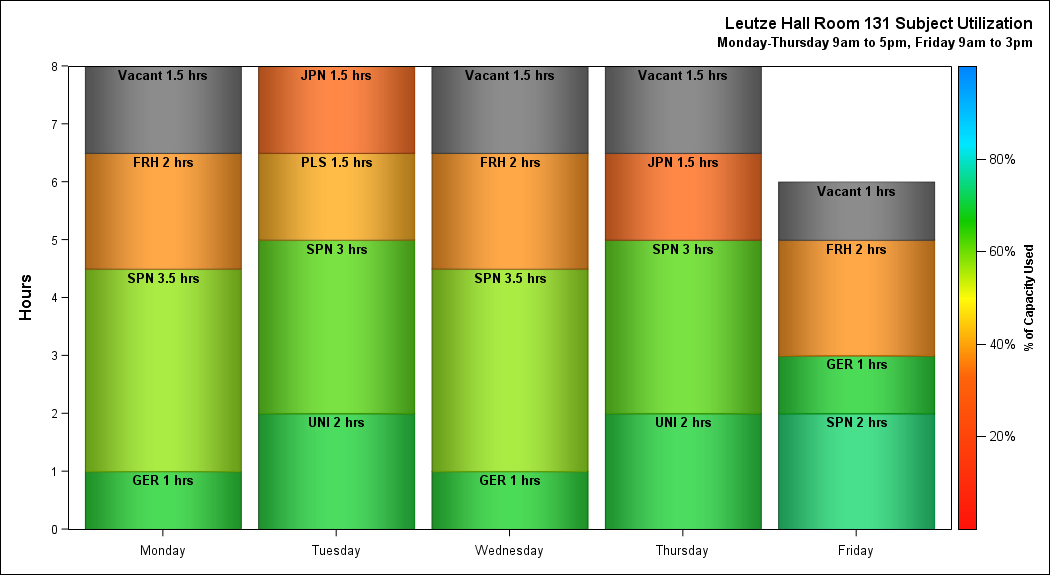 Leutze Hall Room 131 Subject Utilization
Monday-Thursday 9am to 5pm, Friday 9am to 3pm
Hours
8
7
6
5
4
3
2
1
0
Vacant 1.5 hrs
FRH 2 hrs
SPN 3.5 hrs
GER 1 hrs
JPN 1.5 hrs
PLS 1.5 hrs
SPN 3 hrs
UNI 2 hrs
Vacant 1.5 hrs
FRH 2 hrs
SPN 3.5 hrs
GER 1 hrs
Vacant 1.5 hrs
JPN 1.5 hrs
SPN 3 hrs
UNI 2 hrs
Vacant 1 hrs
FRH 2 hrs
GER 1 hrs
SPN 2 hrs
Monday
Tuesday
Wednesday
Thursday
Friday
80%
60%
40%
20%
% of Capacity Used